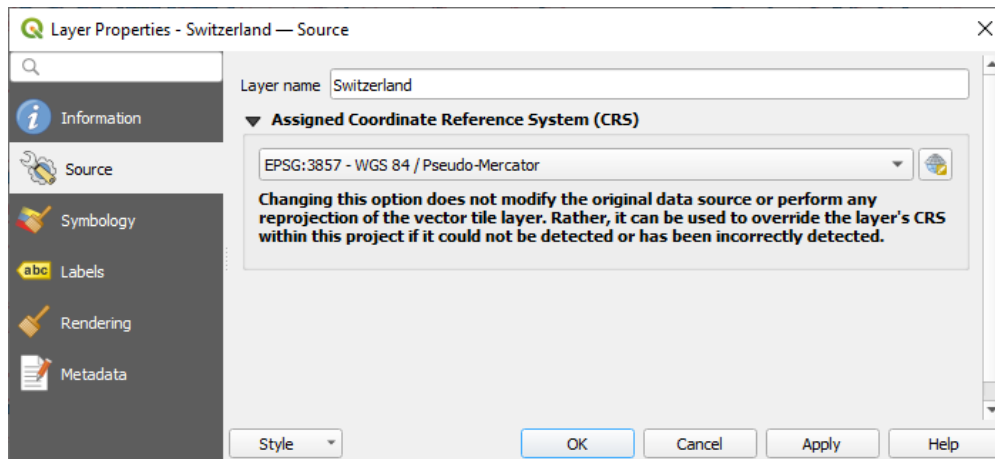 Layer Properties - Switzerland — Source
Information
Source
Symbology
abc Labels
Rendering
Metadata
Layer name Switzerland
Assigned Coordinate Reference System (CRS)
EPSG:3857 - WGS 84 / Pseudo-Mercator
Changing this option does not modify the original data source or perform any
reprojection of the vector tile layer. Rather, it can be used to override the layer's CRS
within this project if it could not be detected or has been incorrectly detected.
Style OK Cancel Apply Help